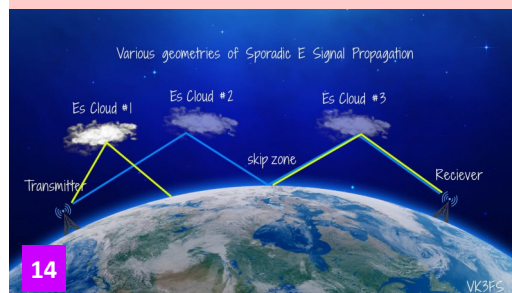 Various geometries of Sporadic E Signal Propagation
Es Cloud #1
Es Cloud #2
Es Cloud #3
skip zone
Transmitter
Reciever
14
VK3FS